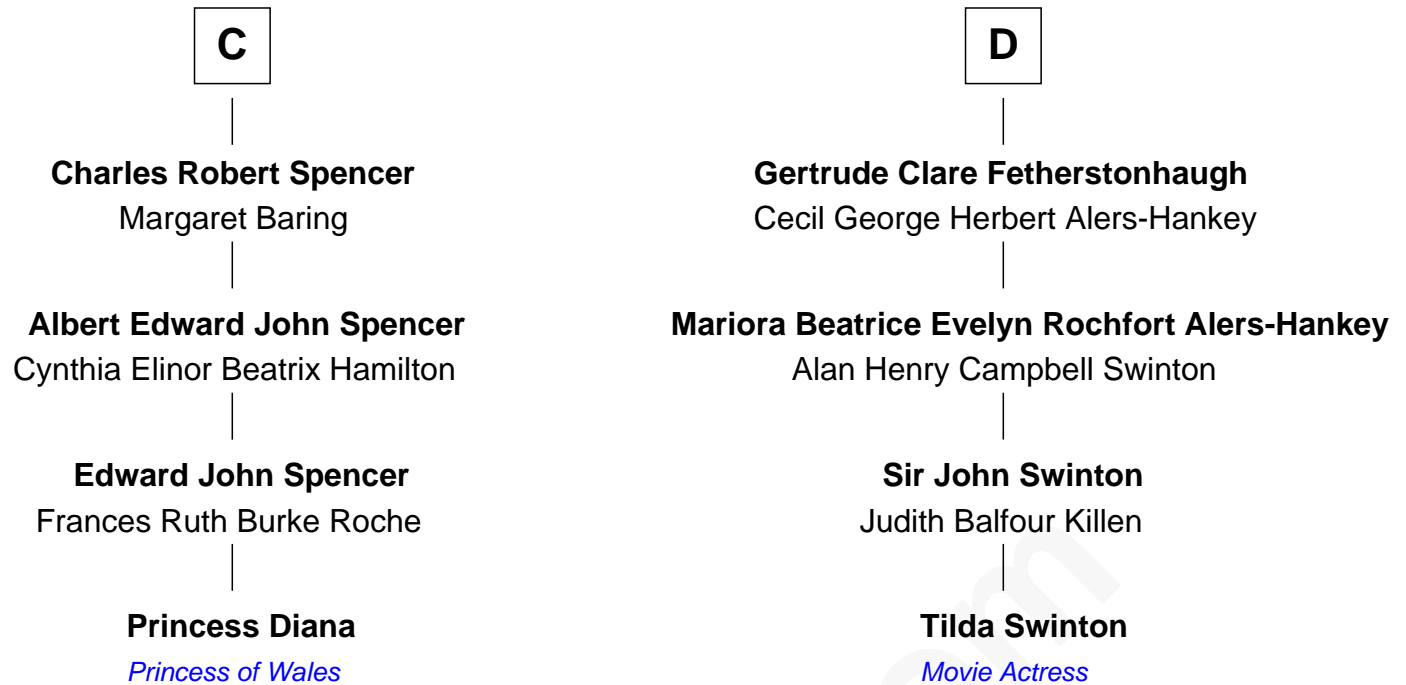 C
Charles Robert Spencer
Margaret Baring
Albert Edward John Spencer
Cynthia Elinor Beatrix Hamilton
Edward John Spencer
Frances Ruth Burke Roche
Princess Diana
Princess of Wales
D
Gertrude Clare Fetherstonhaugh
Cecil George Herbert Alers-Hankey
Mariora Beatrice Evelyn Rochfort Alers-Hankey
Alan Henry Campbell Swinton
Sir John Swinton
Judith Balfour Killen
Tilda Swinton
Movie Actress